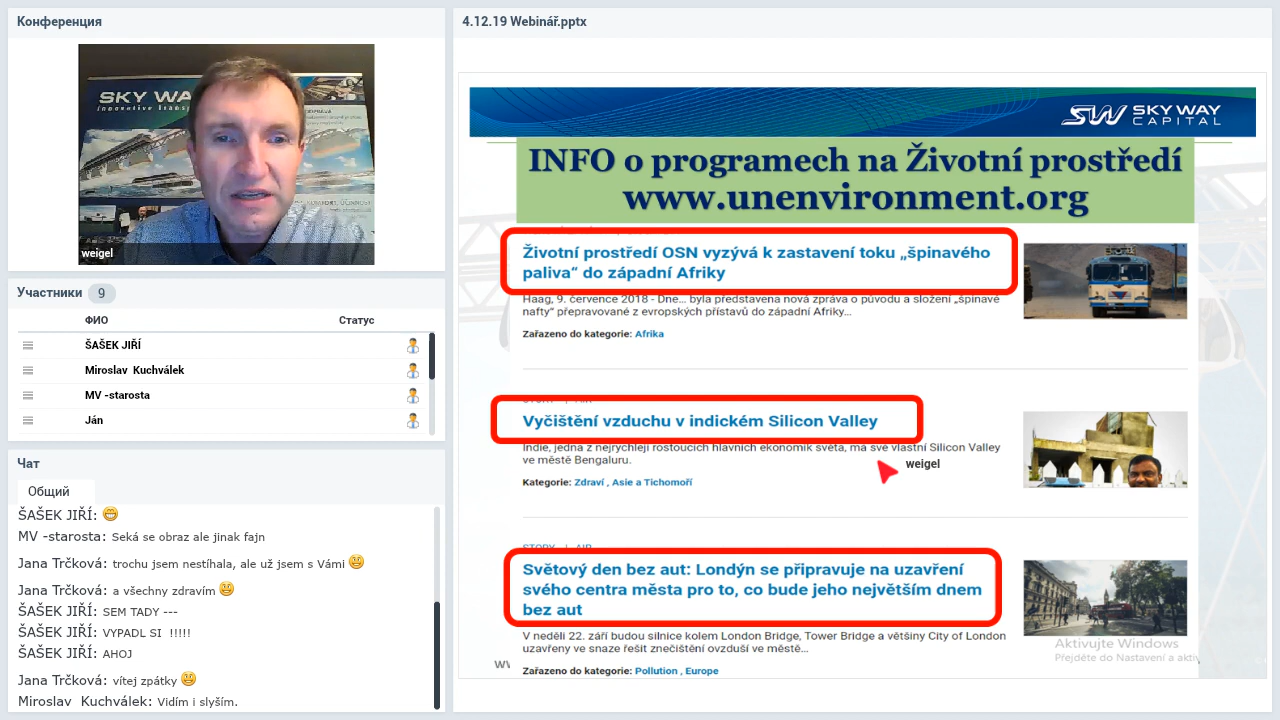 Конференция
SKY WA
weigel
Участники 9
ФИО Статус
ŠAŠEK JIŘÍ
Miroslav Kuchválek
MV -starosta
Ján
Чат
Общий
ŠAŠEK JIŘÍ:
MV -starosta: Seká se obraz ale jinak fajn
Jana Trčková: trochu jsem nestíhala, ale už jsem s Vámi
Jana Trčková: a všechny zdravím
ŠAŠEK JIŘÍ: SEM TADY ---
ŠAŠEK JIŘÍ: VYPADL SI !!!!!
ŠAŠEK JIŘÍ: AHOJ
Jana Trčková: vítej zpátky
Miroslav Kuchválek: Vidím i slyším.
4.12.19 Webinář.pptx
SW SKY WAY
CAPITAL
INFO o programech na Životní prostředí
www.unenvironment.org
Životní prostředí OSN vyzývá k zastavení toku „špinavého
paliva“ do západní Afriky
Haag, 9. července 2018 - Dne... byla představena nová zpráva o původu a složení „špinavé
nafty“ přepravované z evropských přístavů do západní Afriky...
Zařazeno do kategorie: Afrika
Vyčištění vzduchu v indickém Silicon Valley
Indie, jedna z nejrychleji rostoucích hlavních ekonomik světa, má své vlastní Silicon Valley
ve městě Bengaluru.
weigel
Kategorie: Zdraví , Asie a Tichomoří
STORY | AIR
Světový den bez aut: Londýn se připravuje na uzavření
svého centra města pro to, co bude jeho největším dnem
bez aut
V neděli 22. září budou silnice kolem London Bridge, Tower Bridge a většiny City of London
uzavřeny ve snaze řešit znečištění ovzduší ve městě...
Zařazeno do kategorie: Pollution , Europe
Aktivujte Windows
Přejděte do Nastavení a aktiv